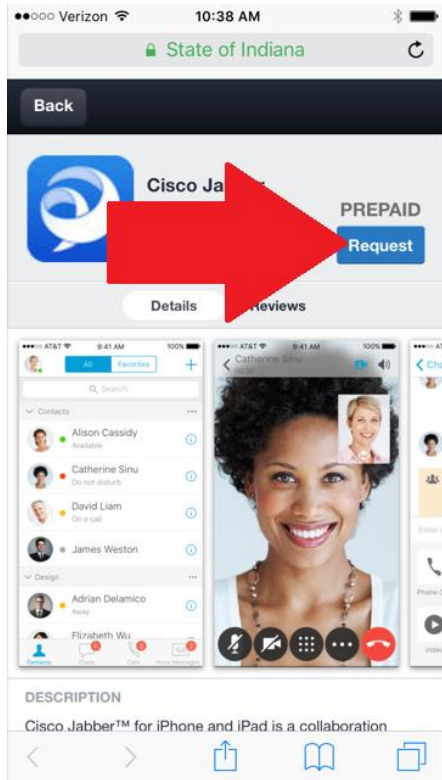 Verizon 10:38 AM
State of Indiana
Back
Cisco
PREPAID
Request
Details Reviews
AT&T 9:41 AM 100%
All Favorites
Search
Contacts
Alison Cassidy
Available
Catherine Sinu
Do not disturb
David Liam
On a call
James Weston
Design
Adrian Delamico
Away
Elizabeth Wu
Contacts Chats Calls Voice Messages
AT&T 9:41 AM 100%
Catherine Sinu
DESCRIPTION
Cisco Jabber™ for iPhone and iPad is a collaboration